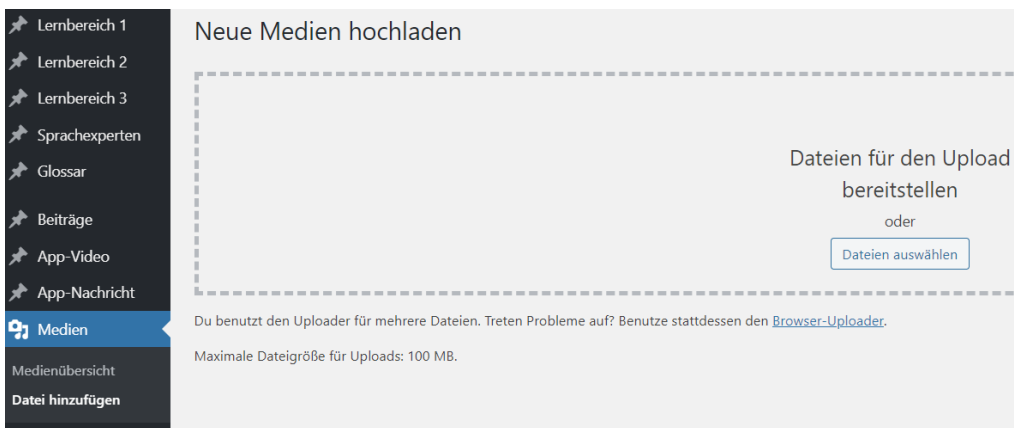 Lernbereich 1
Lernbereich 2
Lernbereich 3
Sprachexperten
Glossar
Beiträge
App-Video
App-Nachricht
Medien
Medienübersicht
Datei hinzufügen
Neue Medien hochladen
Dateien für den Upload
bereitstellen
oder
Dateien auswählen
Du benutzt den Uploader für mehrere Dateien. Treten Probleme auf? Benutze stattdessen den Browser-Uploader.
Maximale Dateigröße für Uploads: 100 MB.